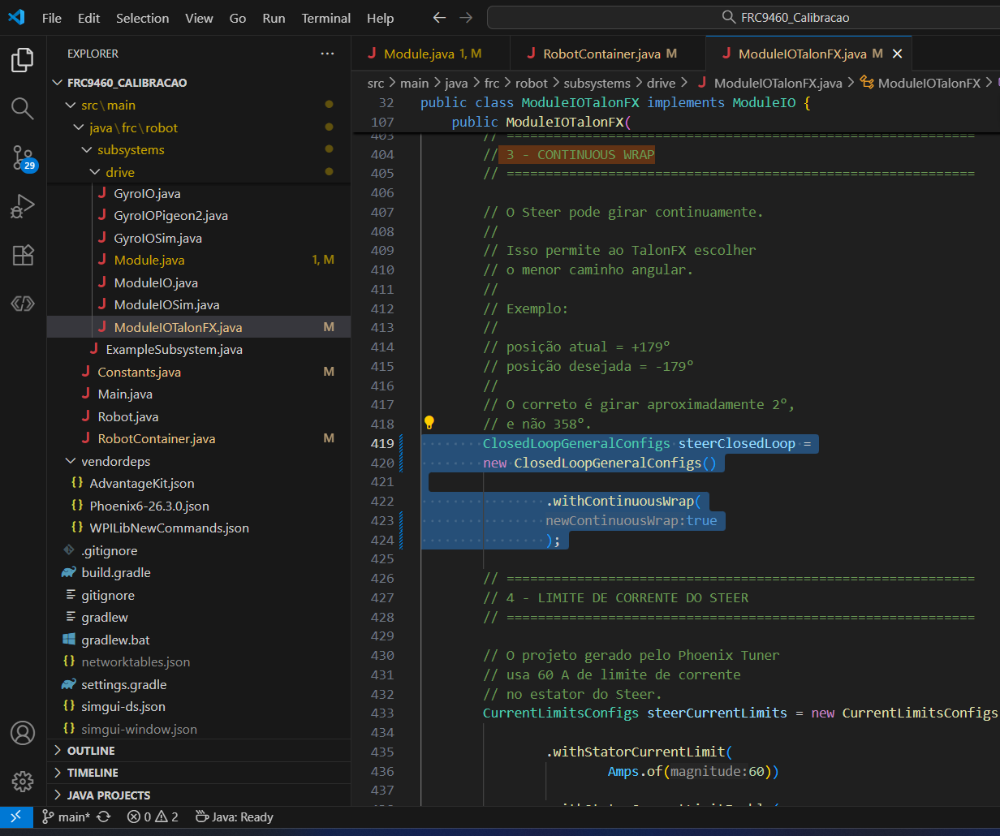 File Edit Selection View Go Run Terminal Help
FRC9460_Calibracao
EXPLORER
FRC9460_CALIBRACAO
src\main
java\frc\robot
subsystems
drive
GyroIO.java
GyroIOPigeon2.java
GyroIOSim.java
Module.java 1, M
ModuleIO.java
ModuleIOSim.java
ModuleIOTalonFX.java M
ExampleSubsystem.java
Constants.java M
Main.java
Robot.java
RobotContainer.java M
vendordeps
{} AdvantageKit.json
{} Phoenix6-26.3.0.json
{} WPILibNewCommands.json
.gitignore
build.gradle
gitignore
gradlew
gradlew.bat
{} networktables.json
settings.gradle
{} simgui-ds.json
{} simgui-window.json
OUTLINE
TIMELINE
JAVA PROJECTS
29
J Module.java 1, M
J RobotContainer.java M
J ModuleIOTalonFX.java M
src > main > java > frc > robot > subsystems > drive > J ModuleIOTalonFX.java > ModuleIOTalonFX >
32 public class ModuleIOTalonFX implements ModuleIO {
107 public ModuleIOTalonFX(
403 // ============================================================
404 // 3 - CONTINUOUS WRAP
405 // ============================================================
406
407 // O Steer pode girar continuamente.
408 //
409 // Isso permite ao TalonFX escolher
410 // o menor caminho angular.
411 //
412 // Exemplo:
413 //
414 // posição atual = +179°
415 // posição desejada = -179°
416 //
417 // O correto é girar aproximadamente 2°,
418 // e não 358°.
419 ClosedLoopGeneralConfigs steerClosedLoop =
420 new ClosedLoopGeneralConfigs()
421
422 .withContinuousWrap(
423 newContinuousWrap:true
424 );
425
426 // ============================================================
427 // 4 - LIMITE DE CORRENTE DO STEER
428 // ============================================================
429
430 // O projeto gerado pelo Phoenix Tuner
431 // usa 60 A de limite de corrente
432 // no estator do Steer.
433 CurrentLimitsConfigs steerCurrentLimits = new CurrentLimitsConfigs
434
435 .withStatorCurrentLimit(
436 Amps.of(magnitude:60))
437
main* 0 2 Java: Ready